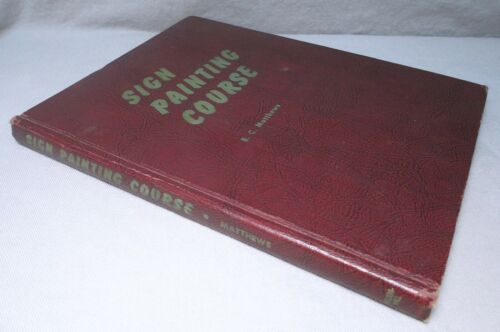 SIGN
PAINTING
COURSE
E. C. Matthews
SIGN PAINTING COURSE • MATTHEWS